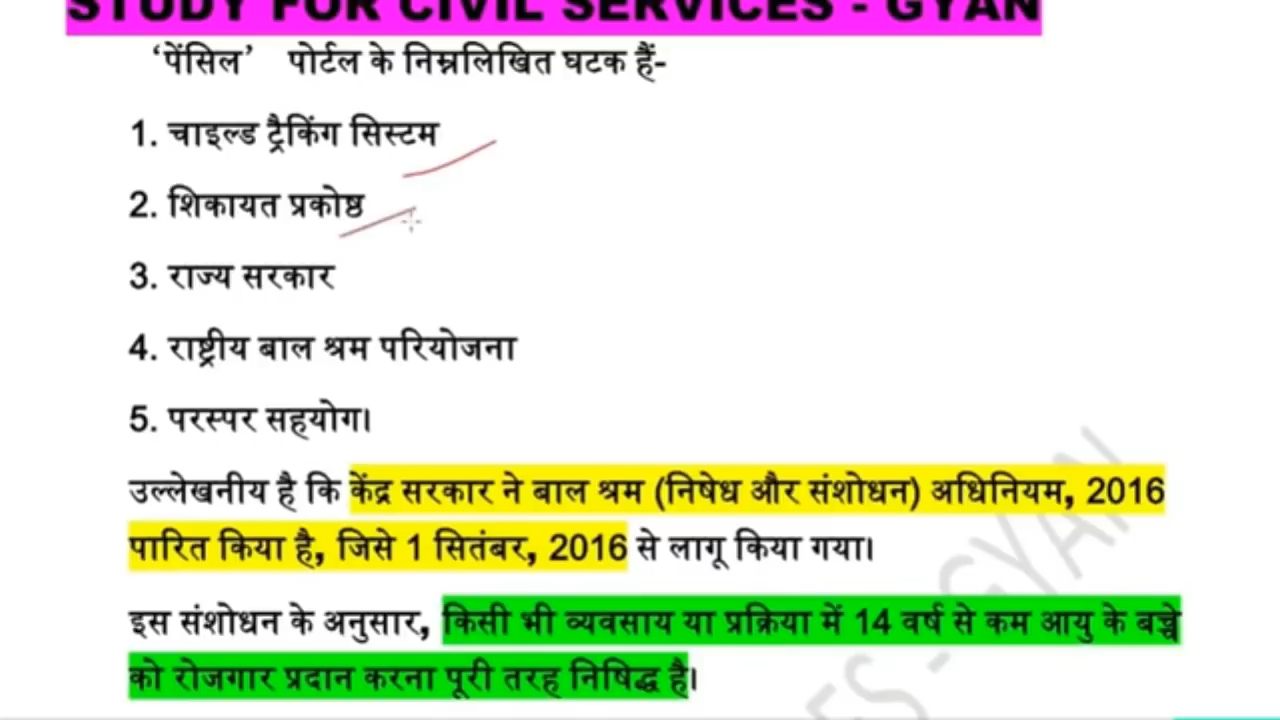 STUDY FOR CIVIL SERVICES - GYAN
‘पेंसिल’ पोर्टल के निम्नलिखित घटक हैं-
1. चाइल्ड ट्रैकिंग सिस्टम
2. शिकायत प्रकोष्ठ
3. राज्य सरकार
4. राष्ट्रीय बाल श्रम परियोजना
5. परस्पर सहयोग।
उल्लेखनीय है कि केंद्र सरकार ने बाल श्रम (निषेध और संशोधन) अधिनियम, 2016
पारित किया है, जिसे 1 सितंबर, 2016 से लागू किया गया।
इस संशोधन के अनुसार, किसी भी व्यवसाय या प्रक्रिया में 14 वर्ष से कम आयु के बच्चे
को रोजगार प्रदान करना पूरी तरह निषिद्ध है।
ES - GYAN